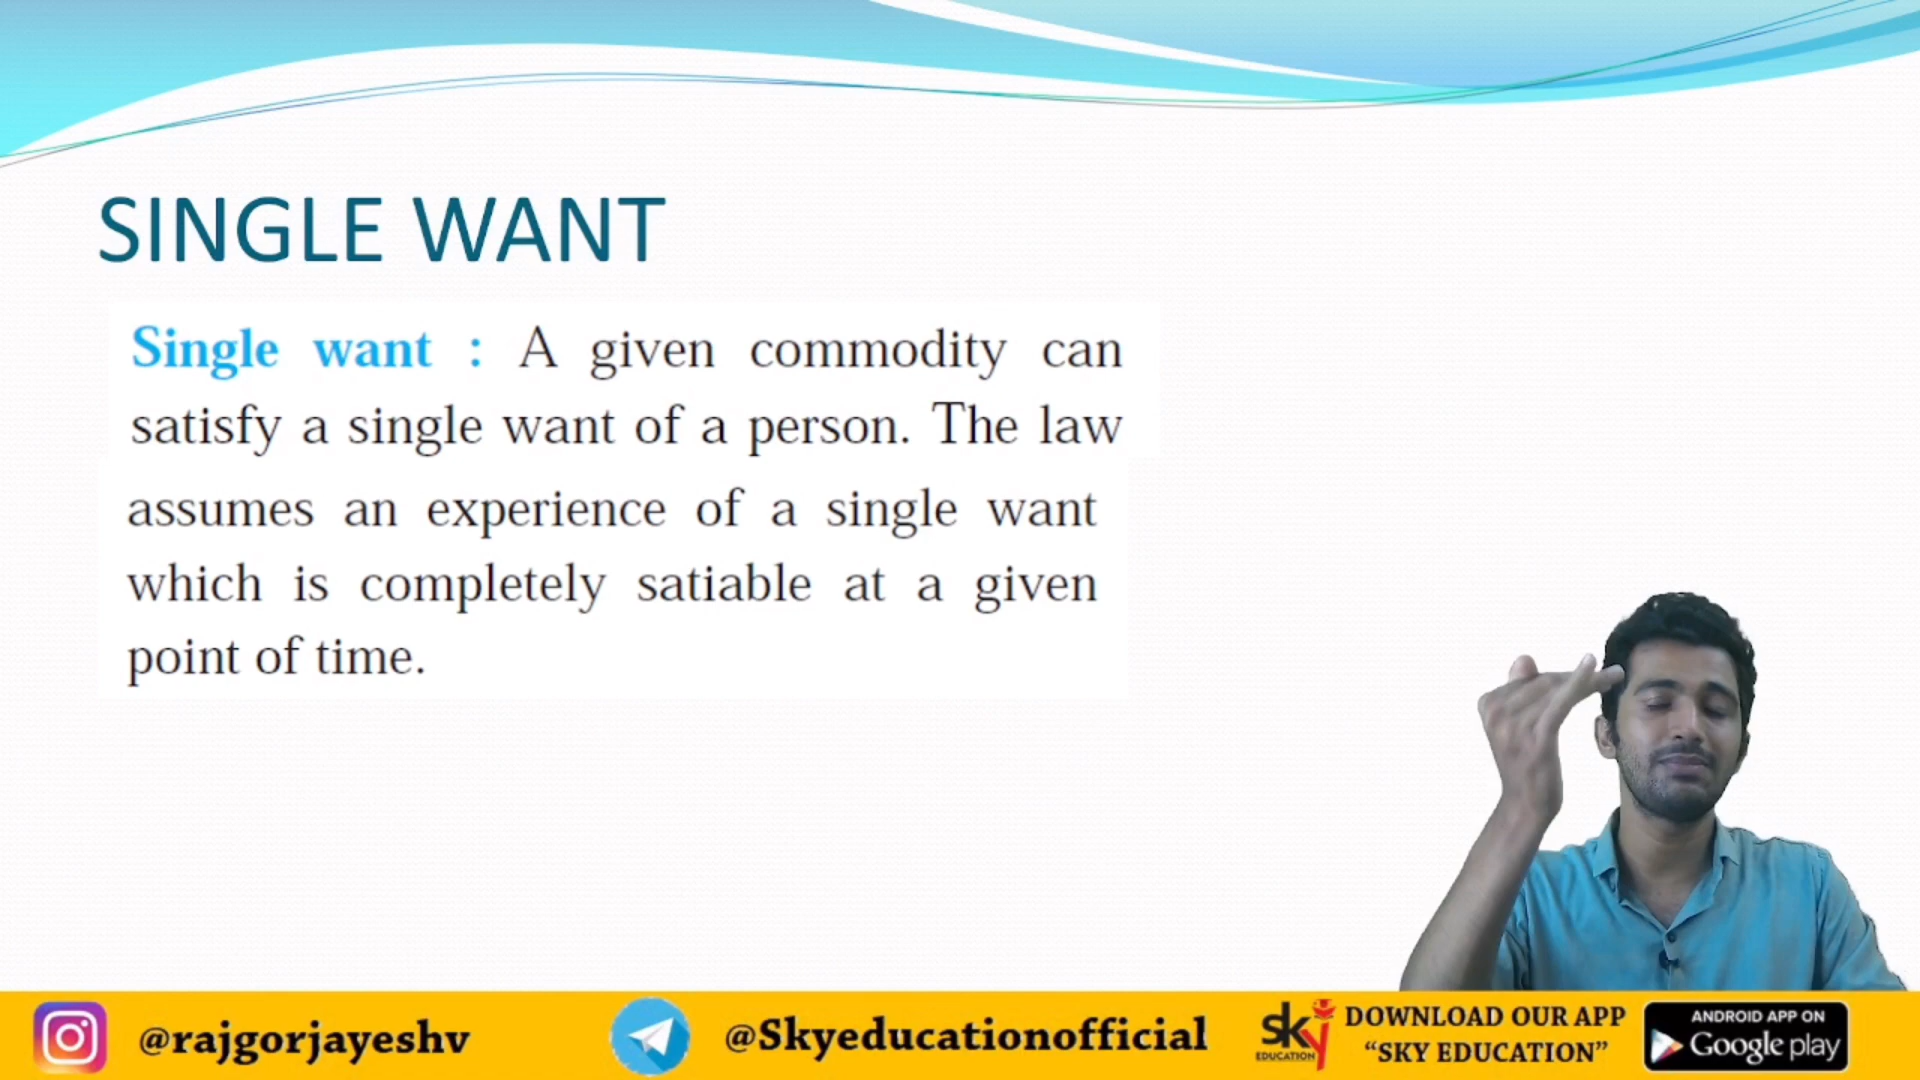 SINGLE WANT
Single want : A given commodity can
satisfy a single want of a person. The law
assumes an experience of a single want
which is completely satiable at a given
point of time.
@rajgorjayeshv
@Skyeducationofficial
sky
EDUCATION
DOWNLOAD OUR APP
“SKY EDUCATION”
ANDROID APP ON
Google play